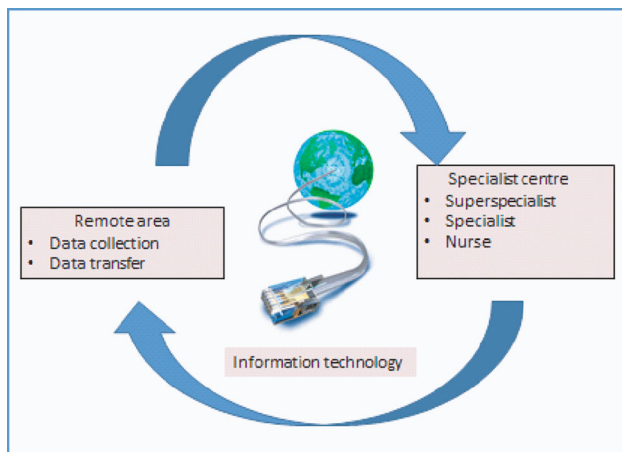 Remote area
• Data collection
• Data transfer
Specialist centre
• Superspecialist
• Specialist
• Nurse
Information technology